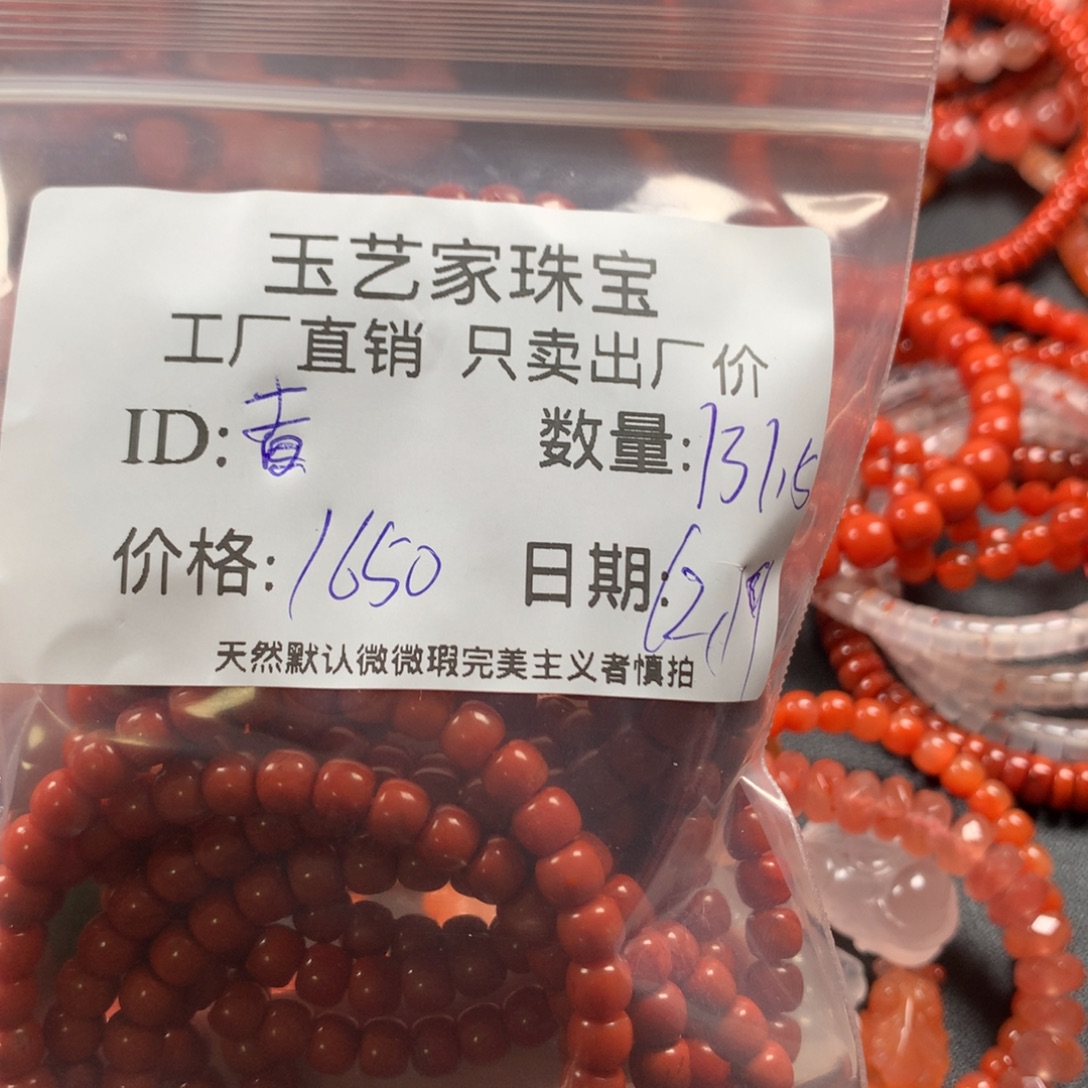 玉艺家珠宝
工厂直销 只卖出厂价
ID: 数量:131.5
价格:1650 日期:12.19
天然默认微微瑕完美主义者慎拍